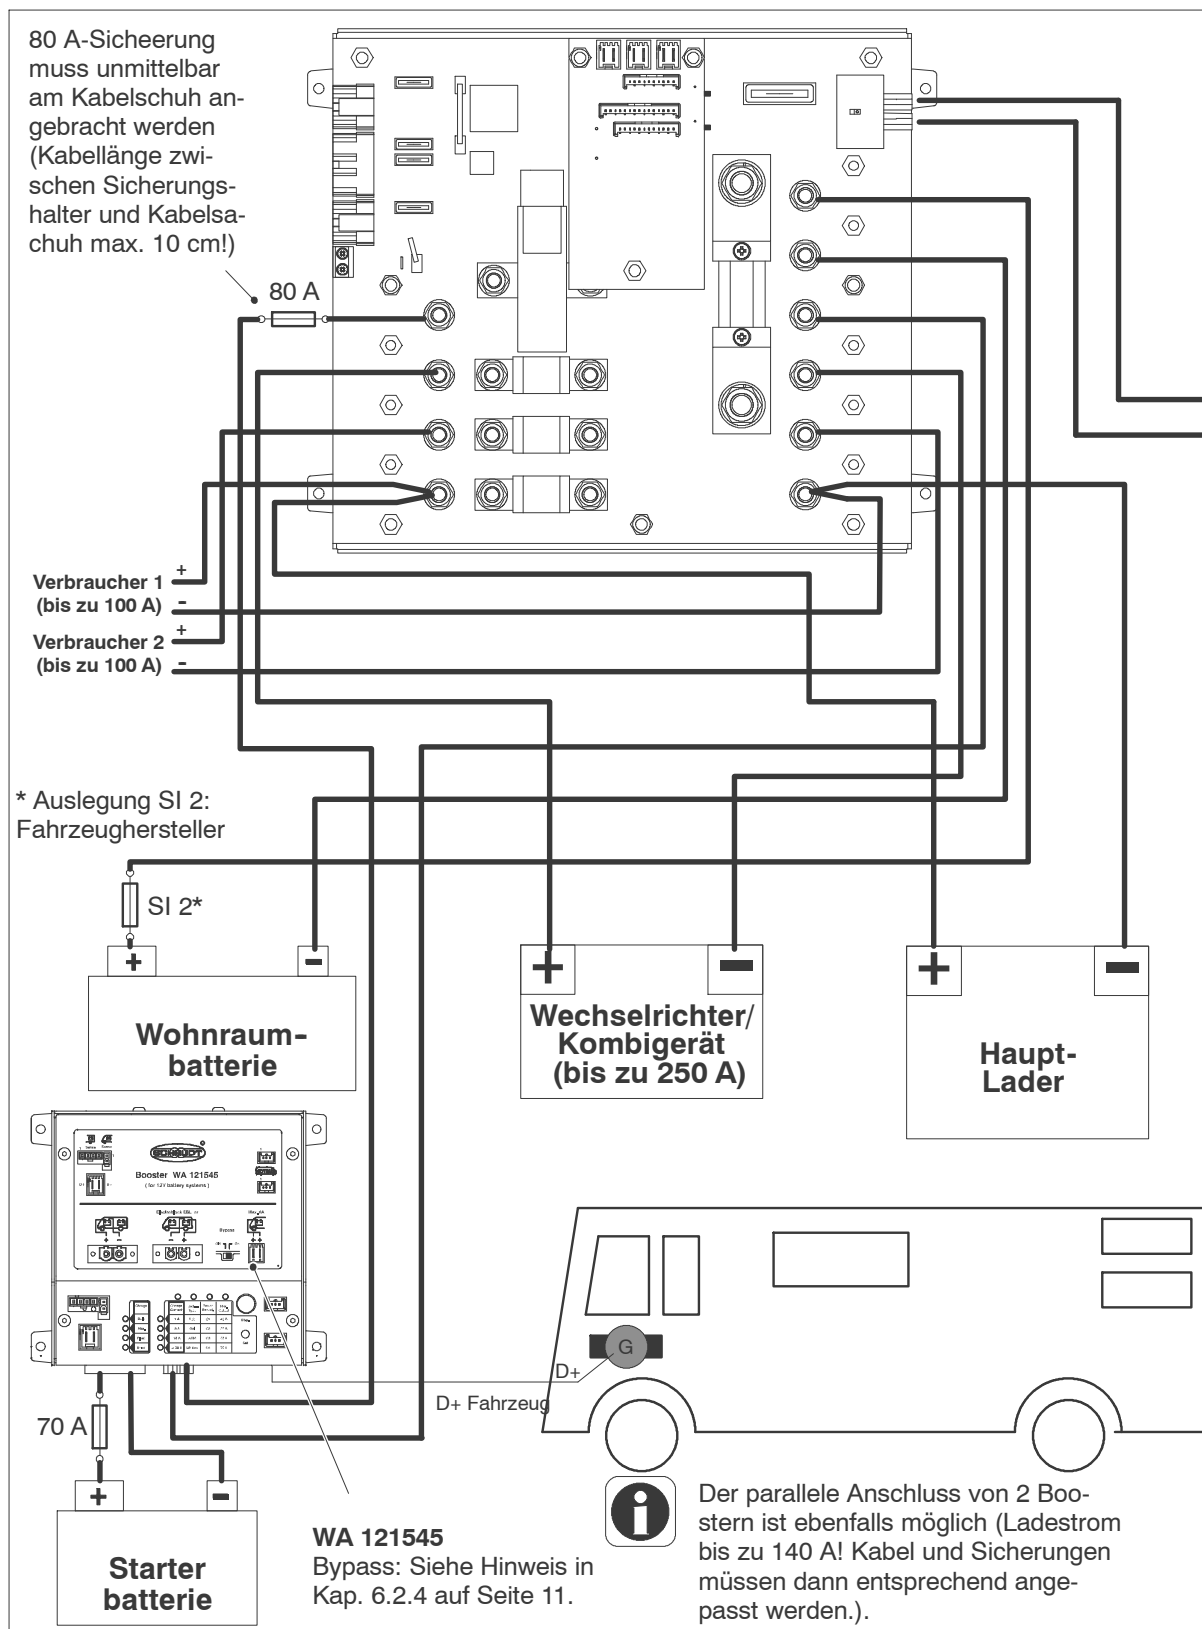 80 A-Sicheerung
muss unmittelbar
am Kabelschuh an-
gebracht werden
(Kabellänge zwi-
schen Sicherungs-
halter und Kabelsa-
chuh max. 10 cm!)
80 A
Verbraucher 1
(bis zu 100 A)
+
-
Verbraucher 2
(bis zu 100 A)
+
-
* Auslegung SI 2:
Fahrzeughersteller
SI 2*
+
-
Wohnraum-
batterie
+
-
Wechselrichter/
Kombigerät
(bis zu 250 A)
+
-
Haupt-
Lader
SCHAUDT
Booster WA 121545
( for 12V battery systems )
G
D+
D+ Fahrzeug
70 A
+
-
Starter
batterie
WA 121545
Bypass: Siehe Hinweis in
Kap. 6.2.4 auf Seite 11.
i
Der parallele Anschluss von 2 Boo-
stern ist ebenfalls möglich (Ladestrom
bis zu 140 A! Kabel und Sicherungen
müssen dann entsprechend ange-
passt werden.).